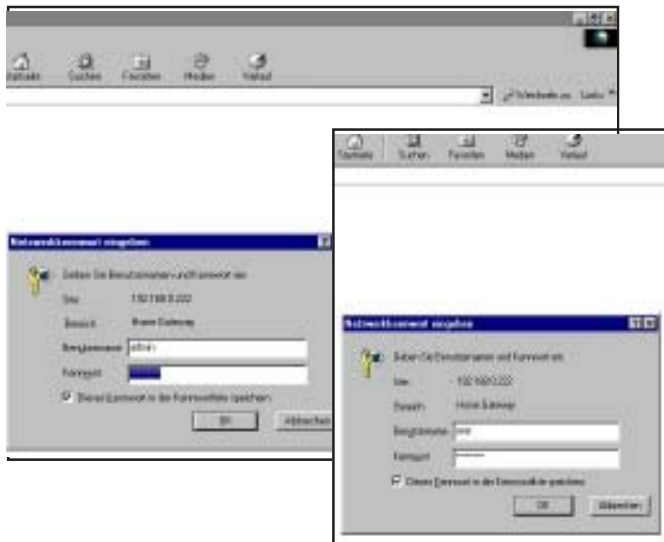 Startseite Suchen Favoriten Medien Verlauf
Wechseln zu Links
Netzwerkkennwort eingeben
Geben Sie Benutzernamen und Kennwort ein.
Site: 192.168.0.222
Bereich Home Gateway
Benutzername admin
Kennwort
Dieses Kennwort in der Kennwortliste speichern
OK Abbrechen
Startseite Suchen Favoriten Medien Verlauf
Netzwerkkennwort eingeben
Geben Sie Benutzernamen und Kennwort ein.
Site: 192.168.0.222
Bereich Home Gateway
Benutzername
Kennwort
Dieses Kennwort in der Kennwortliste speichern
OK Abbrechen